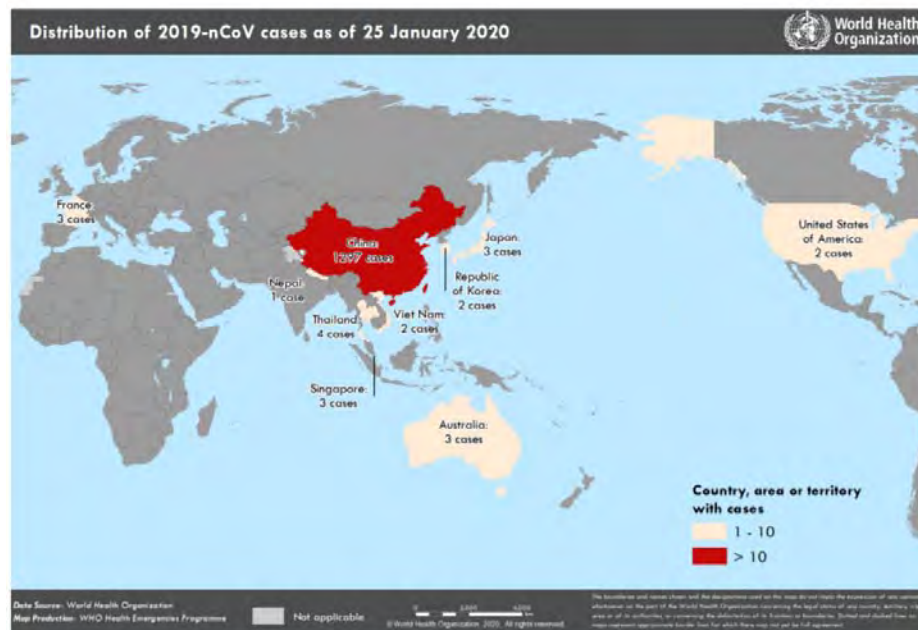 Distribution of 2019-nCoV cases as of 25 January 2020
World Health
Organization
France:
3 cases
China:
1297 cases
Japan:
3 cases
United States
of America:
2 cases
Republic
of Korea:
2 cases
Nepal:
1 case
Viet Nam:
2 cases
Thailand:
4 cases
Singapore:
3 cases
Australia:
3 cases
Country, area or territory
with cases
1 - 10
> 10
Data Source: World Health Organization
Map Production: WHO Health Emergencies Programme
Not applicable
© World Health Organization 2020. All rights reserved.